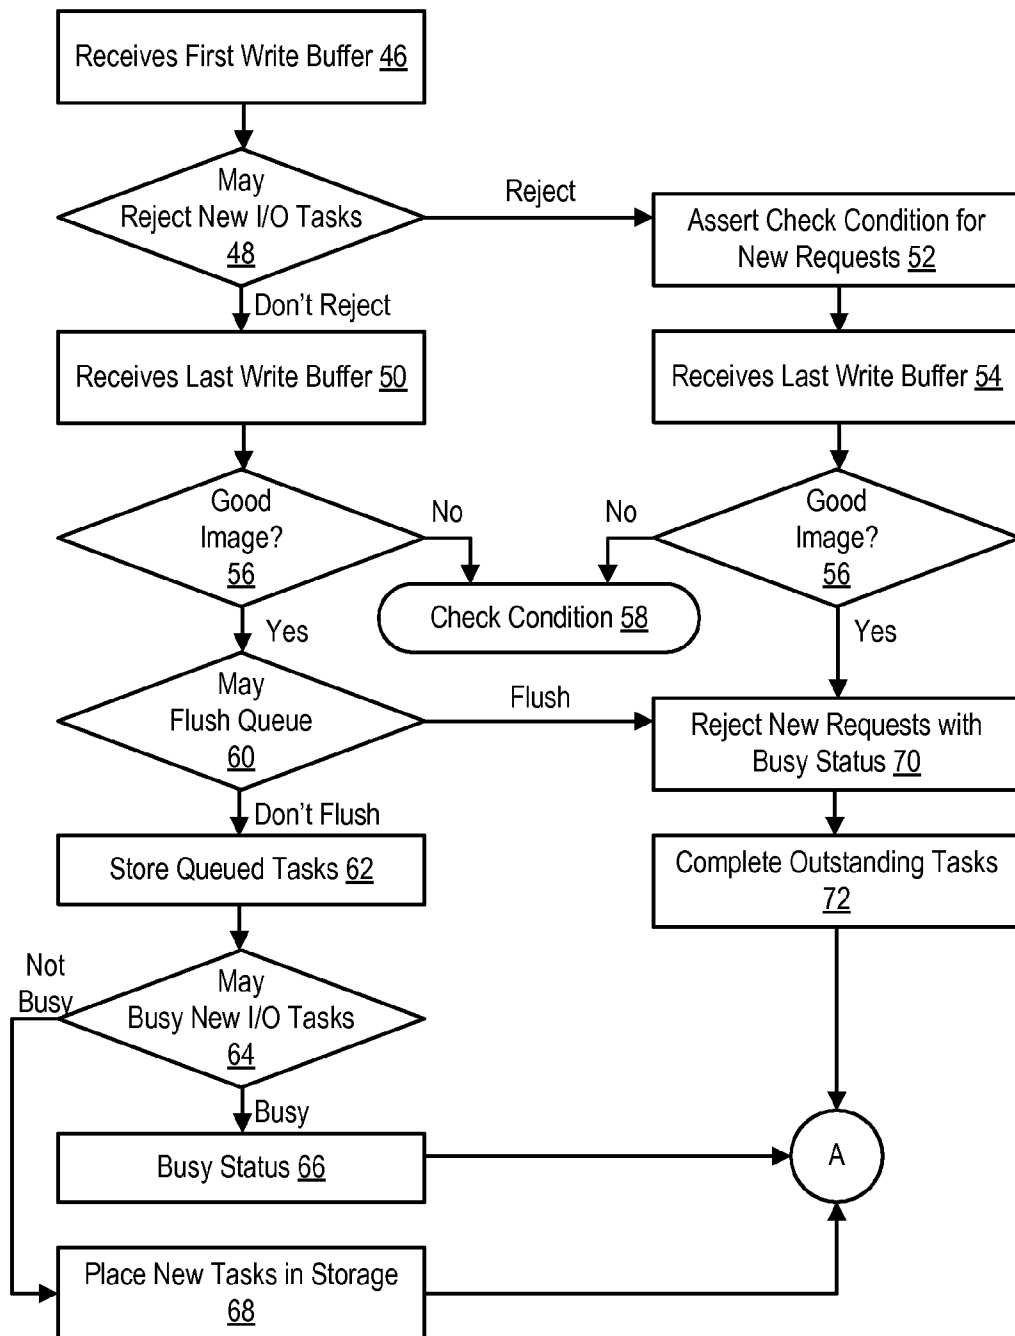 Receives First Write Buffer 46
May
Reject New I/O Tasks
48
Reject
Assert Check Condition for
New Requests 52
Don't Reject
Receives Last Write Buffer 50
Receives Last Write Buffer 54
Good
Image?
56
No
No
Good
Image?
56
Check Condition 58
Yes
Yes
May
Flush Queue
60
Flush
Reject New Requests with
Busy Status 70
Don't Flush
Store Queued Tasks 62
Complete Outstanding Tasks
72
Not
Busy
May
Busy New I/O Tasks
64
Busy
Busy Status 66
A
Place New Tasks in Storage
68